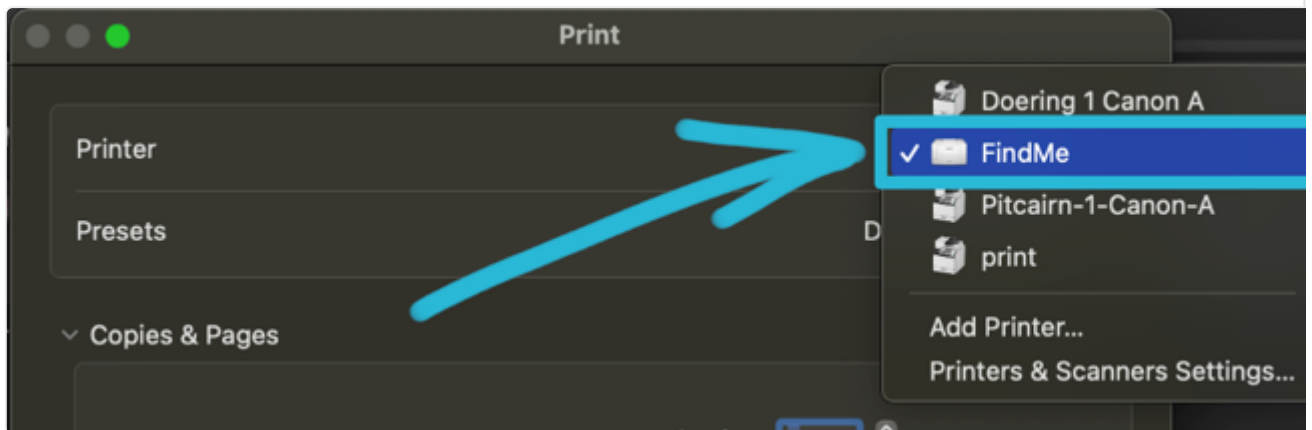 Print
Printer
Doering 1 Canon A
✓ FindMe
Pitcairn-1-Canon-A
print
Add Printer...
Printers & Scanners Settings...
Presets
Copies & Pages